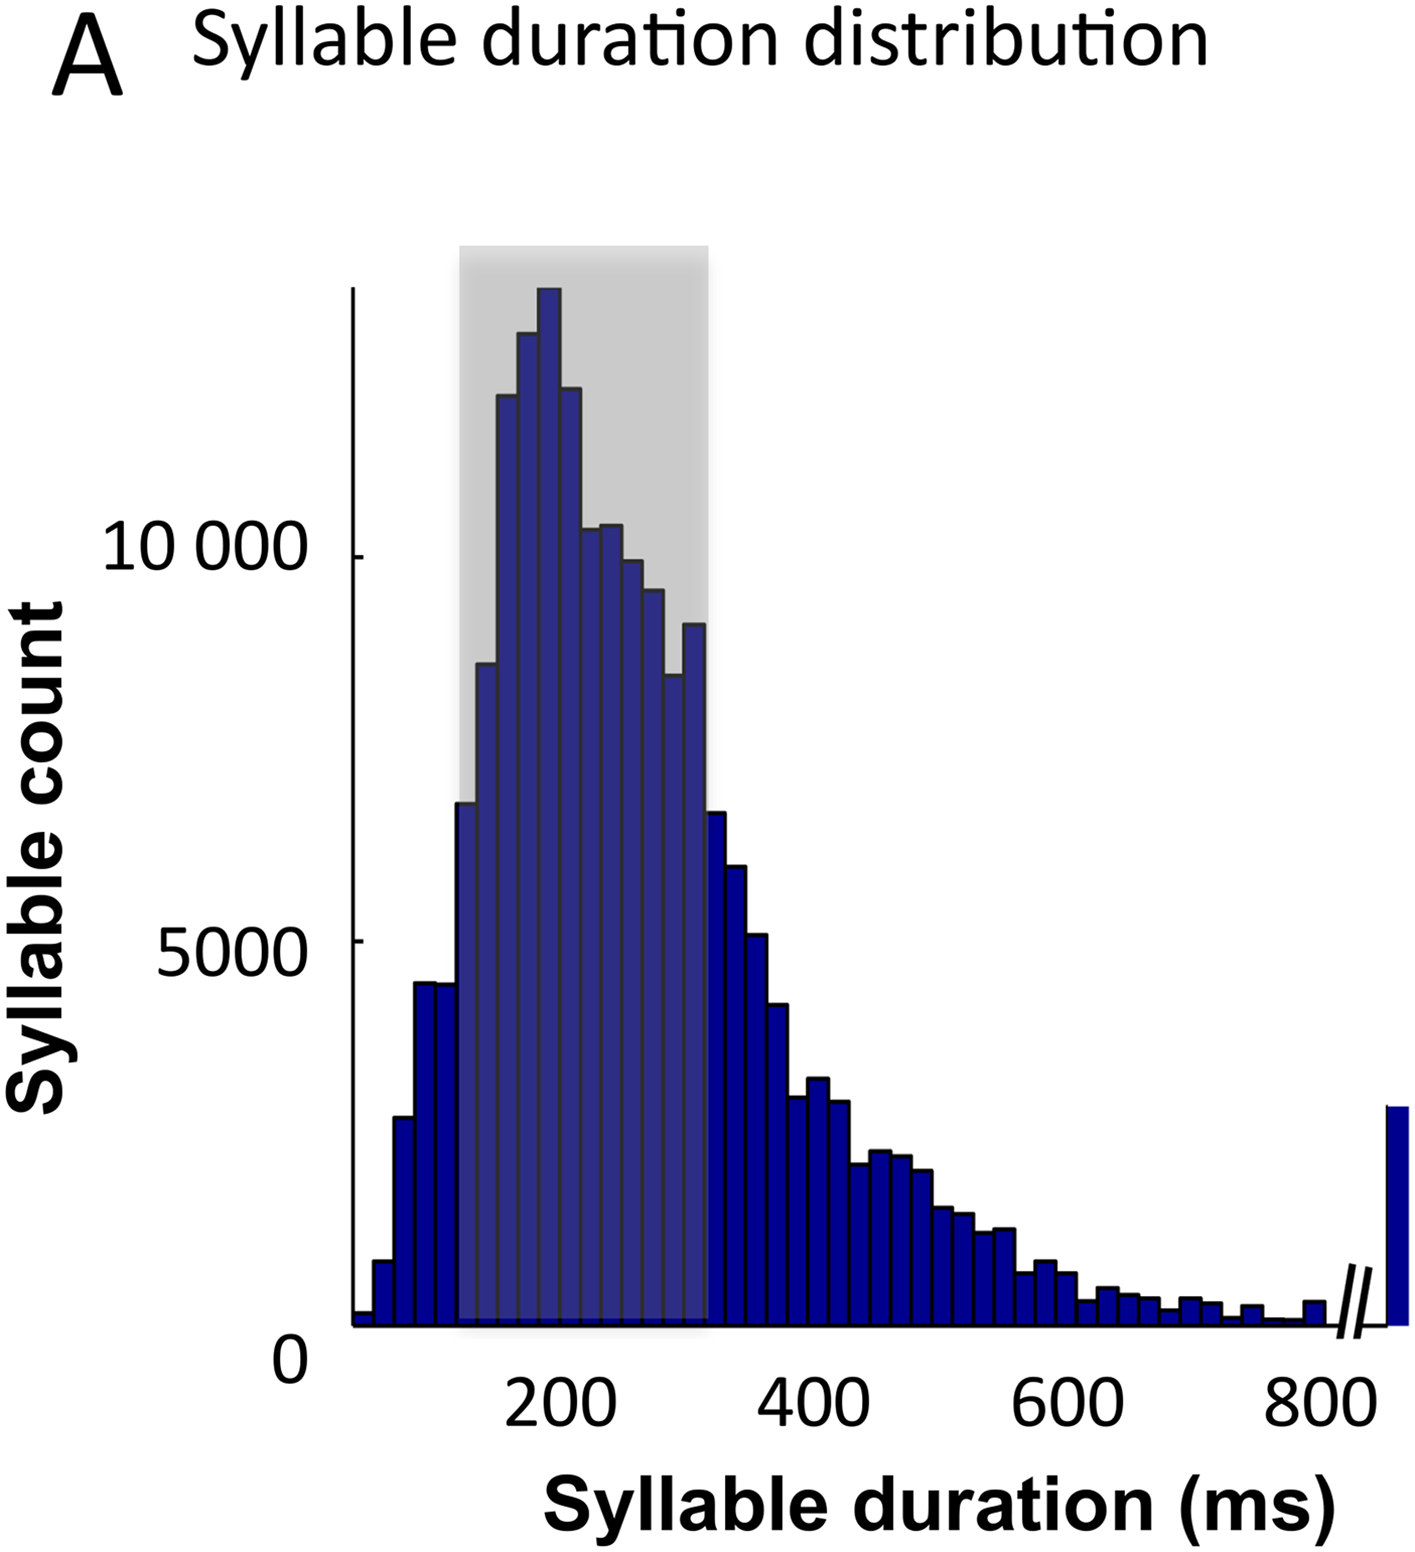 A Syllable duration distribution
10 000
5000
0
Syllable count
200 400 600 800
Syllable duration (ms)